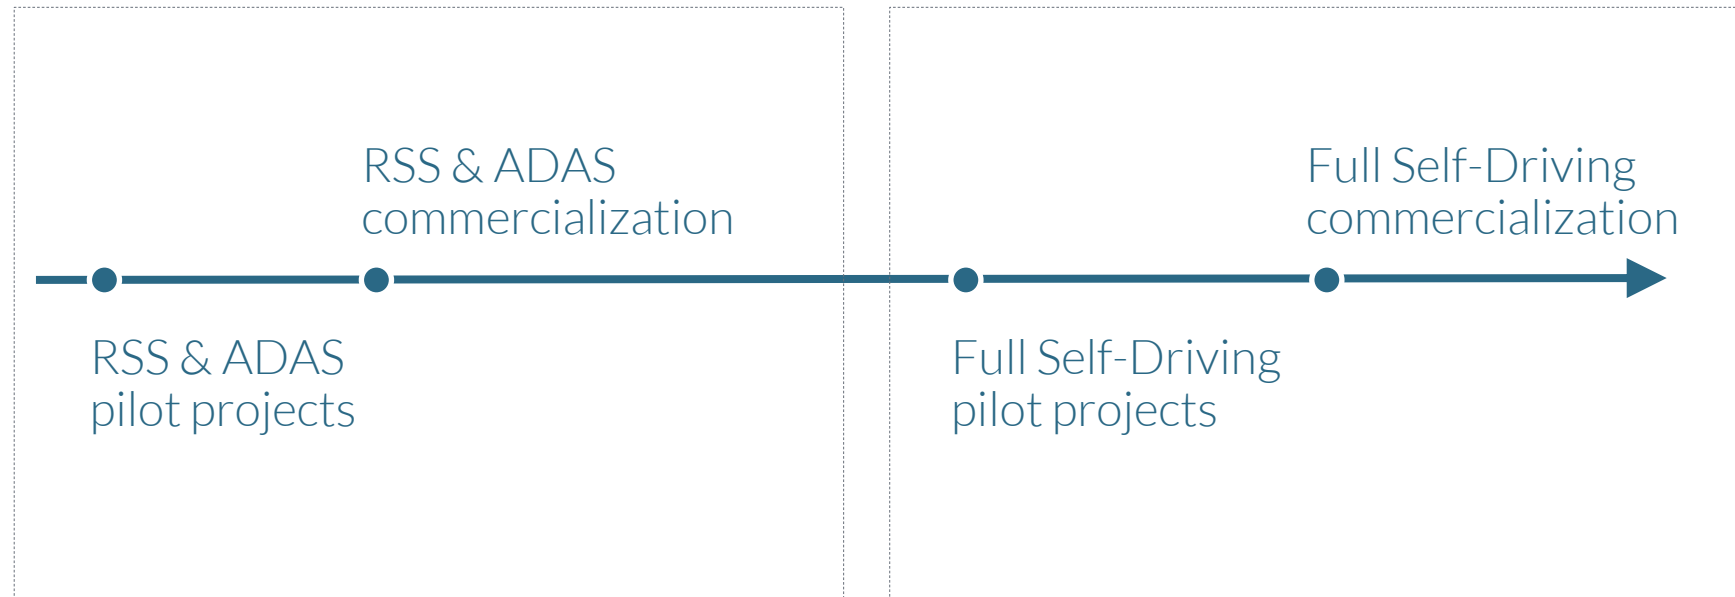 RSS & ADAS
commercialization
Full Self-Driving
commercialization
RSS & ADAS
pilot projects
Full Self-Driving
pilot projects